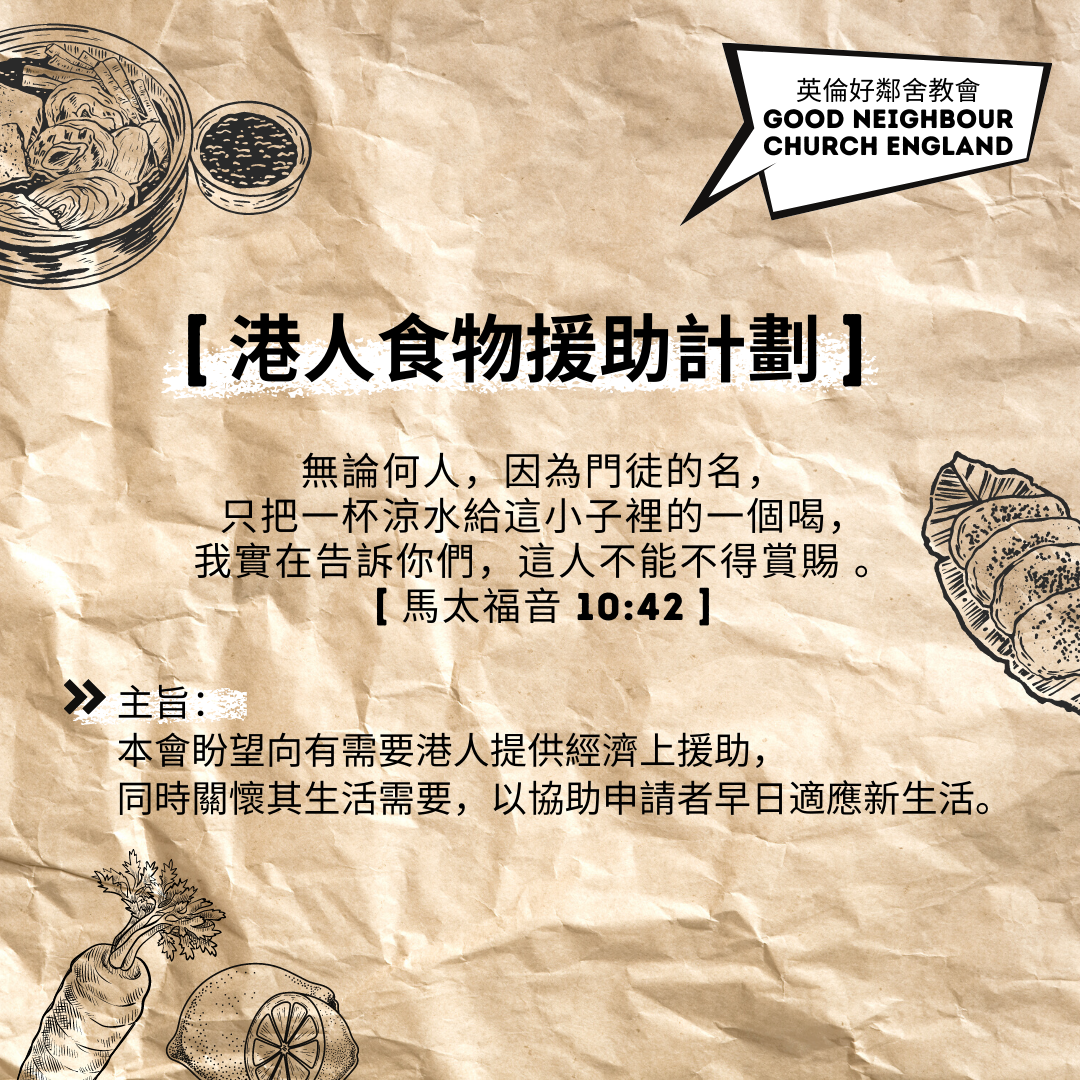 英倫好鄰舍教會
GOOD NEIGHBOUR
CHURCH ENGLAND
[ 港人食物援助計劃 ]
無論何人，因為門徒的名，
只把一杯涼水給這小子裡的一個喝，
我實在告訴你們，這人不能不得賞賜 。
[ 馬太福音 10:42 ]
主旨：
本會盼望向有需要港人提供經濟上援助，
同時關懷其生活需要，以協助申請者早日適應新生活。